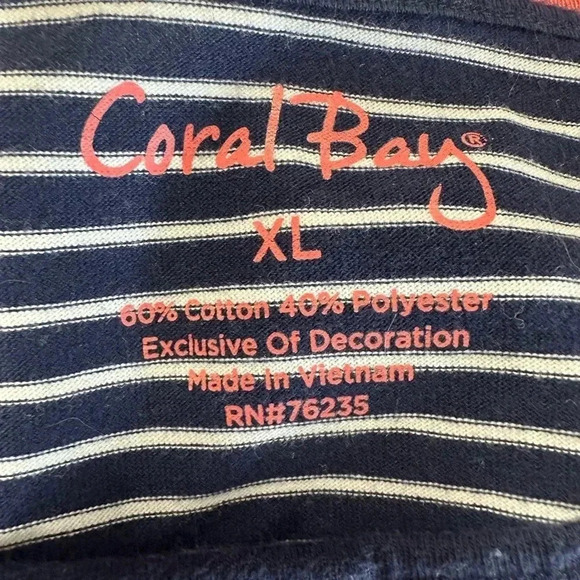 Coral Bay®
XL
60% Cotton 40% Polyester
Exclusive Of Decoration
Made In Vietnam
RN#76235